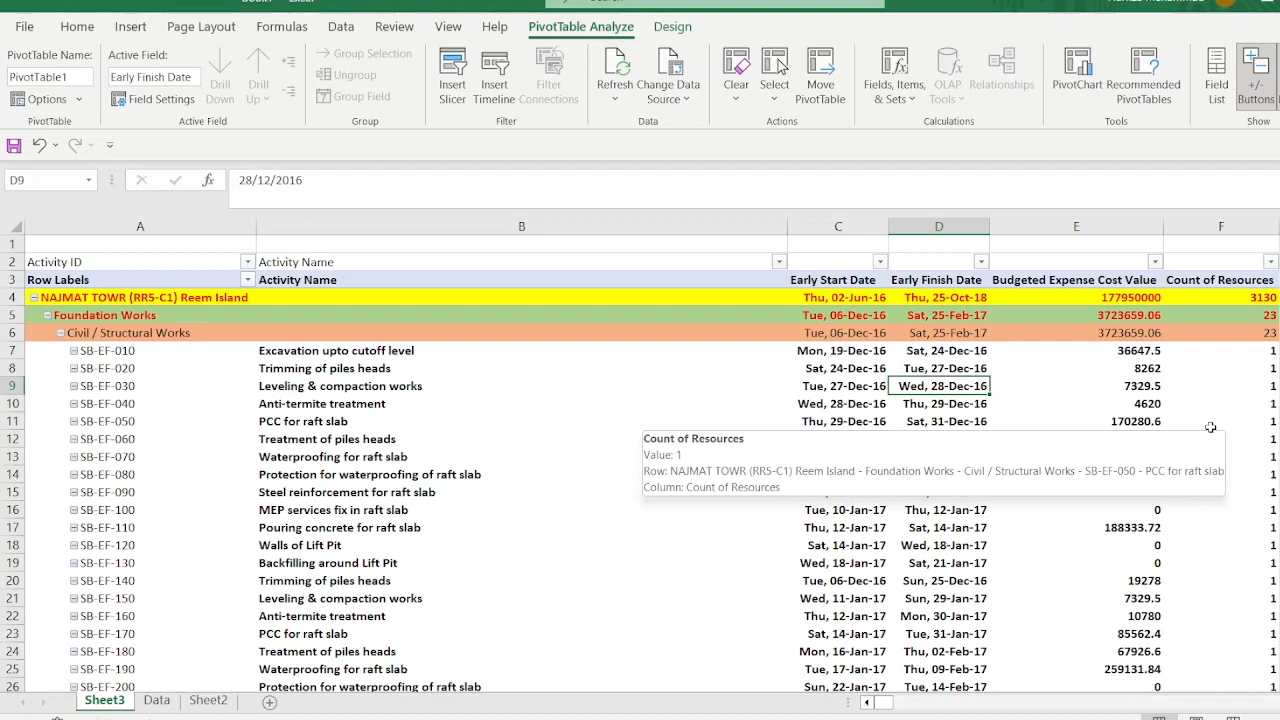 File Home Insert Page Layout Formulas Data Review View Help PivotTable Analyze Design
PivotTable Name:
PivotTable1
Options
PivotTable
Active Field:
Early Finish Date
Field Settings
Drill Down
Drill Up
Active Field
Group Selection
Ungroup
Group Field
Group
Insert Slicer
Insert Timeline
Filter Connections
Filter
Refresh
Change Data Source
Data
Clear
Select
Move PivotTable
Actions
Fields, Items, & Sets
OLAP Tools
Relationships
Calculations
PivotChart
Recommended PivotTables
Tools
Field List
+/- Buttons
Show
D9 fx 28/12/2016
A B C D E F
1
2 Activity ID Activity Name
3 Row Labels Activity Name Early Start Date Early Finish Date Budgeted Expense Cost Value Count of Resources
4 NAJMAT TOWR (RR5-C1) Reem Island Thu, 02-Jun-16 Thu, 25-Oct-18 177950000 3130
5 Foundation Works Tue, 06-Dec-16 Sat, 25-Feb-17 3723659.06 23
6 Civil / Structural Works Tue, 06-Dec-16 Sat, 25-Feb-17 3723659.06 23
7 SB-EF-010 Excavation upto cutoff level Mon, 19-Dec-16 Sat, 24-Dec-16 36647.5 1
8 SB-EF-020 Trimming of piles heads Sat, 24-Dec-16 Tue, 27-Dec-16 8262 1
9 SB-EF-030 Leveling & compaction works Tue, 27-Dec-16 Wed, 28-Dec-16 7329.5 1
10 SB-EF-040 Anti-termite treatment Wed, 28-Dec-16 Thu, 29-Dec-16 4620 1
11 SB-EF-050 PCC for raft slab Thu, 29-Dec-16 Sat, 31-Dec-16 170280.6 1
12 SB-EF-060 Treatment of piles heads 1
13 SB-EF-070 Waterproofing for raft slab 1
14 SB-EF-080 Protection for waterproofing of raft slab 1
15 SB-EF-090 Steel reinforcement for raft slab 1
Count of Resources
Value: 1
Row: NAJMAT TOWR (RR5-C1) Reem Island - Foundation Works - Civil / Structural Works - SB-EF-050 - PCC for raft slab
Column: Count of Resources
16 SB-EF-100 MEP services fix in raft slab Tue, 10-Jan-17 Thu, 12-Jan-17 0 1
17 SB-EF-110 Pouring concrete for raft slab Thu, 12-Jan-17 Sat, 14-Jan-17 188333.72 1
18 SB-EF-120 Walls of Lift Pit Sat, 14-Jan-17 Wed, 18-Jan-17 0 1
19 SB-EF-130 Backfilling around Lift Pit Wed, 18-Jan-17 Sat, 21-Jan-17 0 1
20 SB-EF-140 Trimming of piles heads Tue, 06-Dec-16 Sun, 25-Dec-16 19278 1
21 SB-EF-150 Leveling & compaction works Wed, 11-Jan-17 Sun, 29-Jan-17 7329.5 1
22 SB-EF-160 Anti-termite treatment Thu, 12-Jan-17 Mon, 30-Jan-17 10780 1
23 SB-EF-170 PCC for raft slab Sat, 14-Jan-17 Tue, 31-Jan-17 85562.4 1
24 SB-EF-180 Treatment of piles heads Mon, 16-Jan-17 Thu, 02-Feb-17 67926.6 1
25 SB-EF-190 Waterproofing for raft slab Tue, 17-Jan-17 Thu, 09-Feb-17 259131.84 1
26 SB-EF-200 Protection for waterproofing of raft slab Sun, 22-Jan-17 Tue, 14-Feb-17 0 1
Sheet3 Data Sheet2